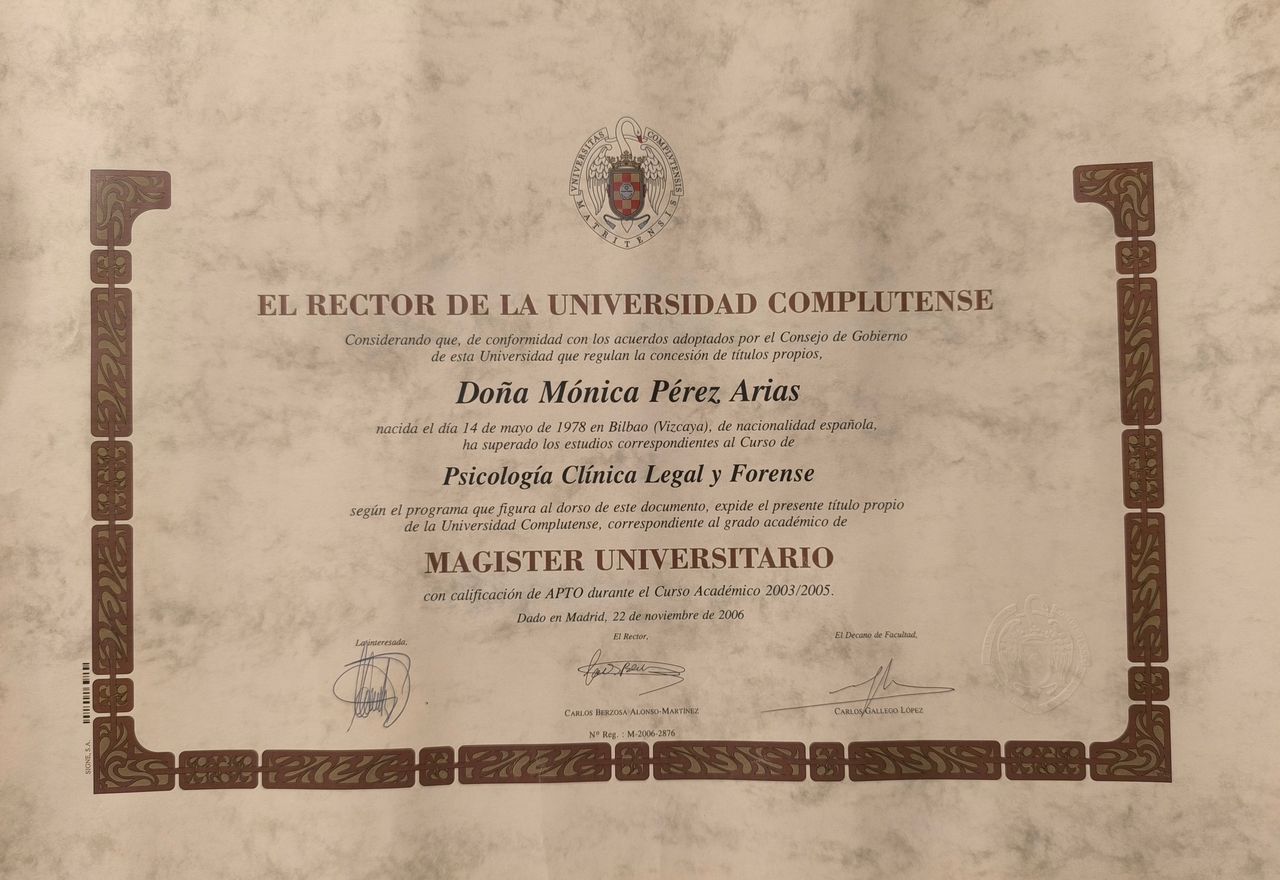 VNIVERSITAS COMPLVTENSIS
MATRITENSIS
EL RECTOR DE LA UNIVERSIDAD COMPLUTENSE
Considerando que, de conformidad con los acuerdos adoptados por el Consejo de Gobierno
de esta Universidad que regulan la concesión de títulos propios,
Doña Mónica Pérez Arias
nacida el día 14 de mayo de 1978 en Bilbao (Vizcaya), de nacionalidad española,
ha superado los estudios correspondientes al Curso de
Psicología Clínica Legal y Forense
según el programa que figura al dorso de este documento, expide el presente título propio
de la Universidad Complutense, correspondiente al grado académico de
MAGISTER UNIVERSITARIO
con calificación de APTO durante el Curso Académico 2003/2005.
Dado en Madrid, 22 de noviembre de 2006
La interesada,
El Rector,
El Decano de Facultad,
CARLOS BERZOSA ALONSO-MARTÍNEZ
CARLOS GALLEGO LÓPEZ
Nº Reg. : M-2006-2876
SIGNE, S.A.